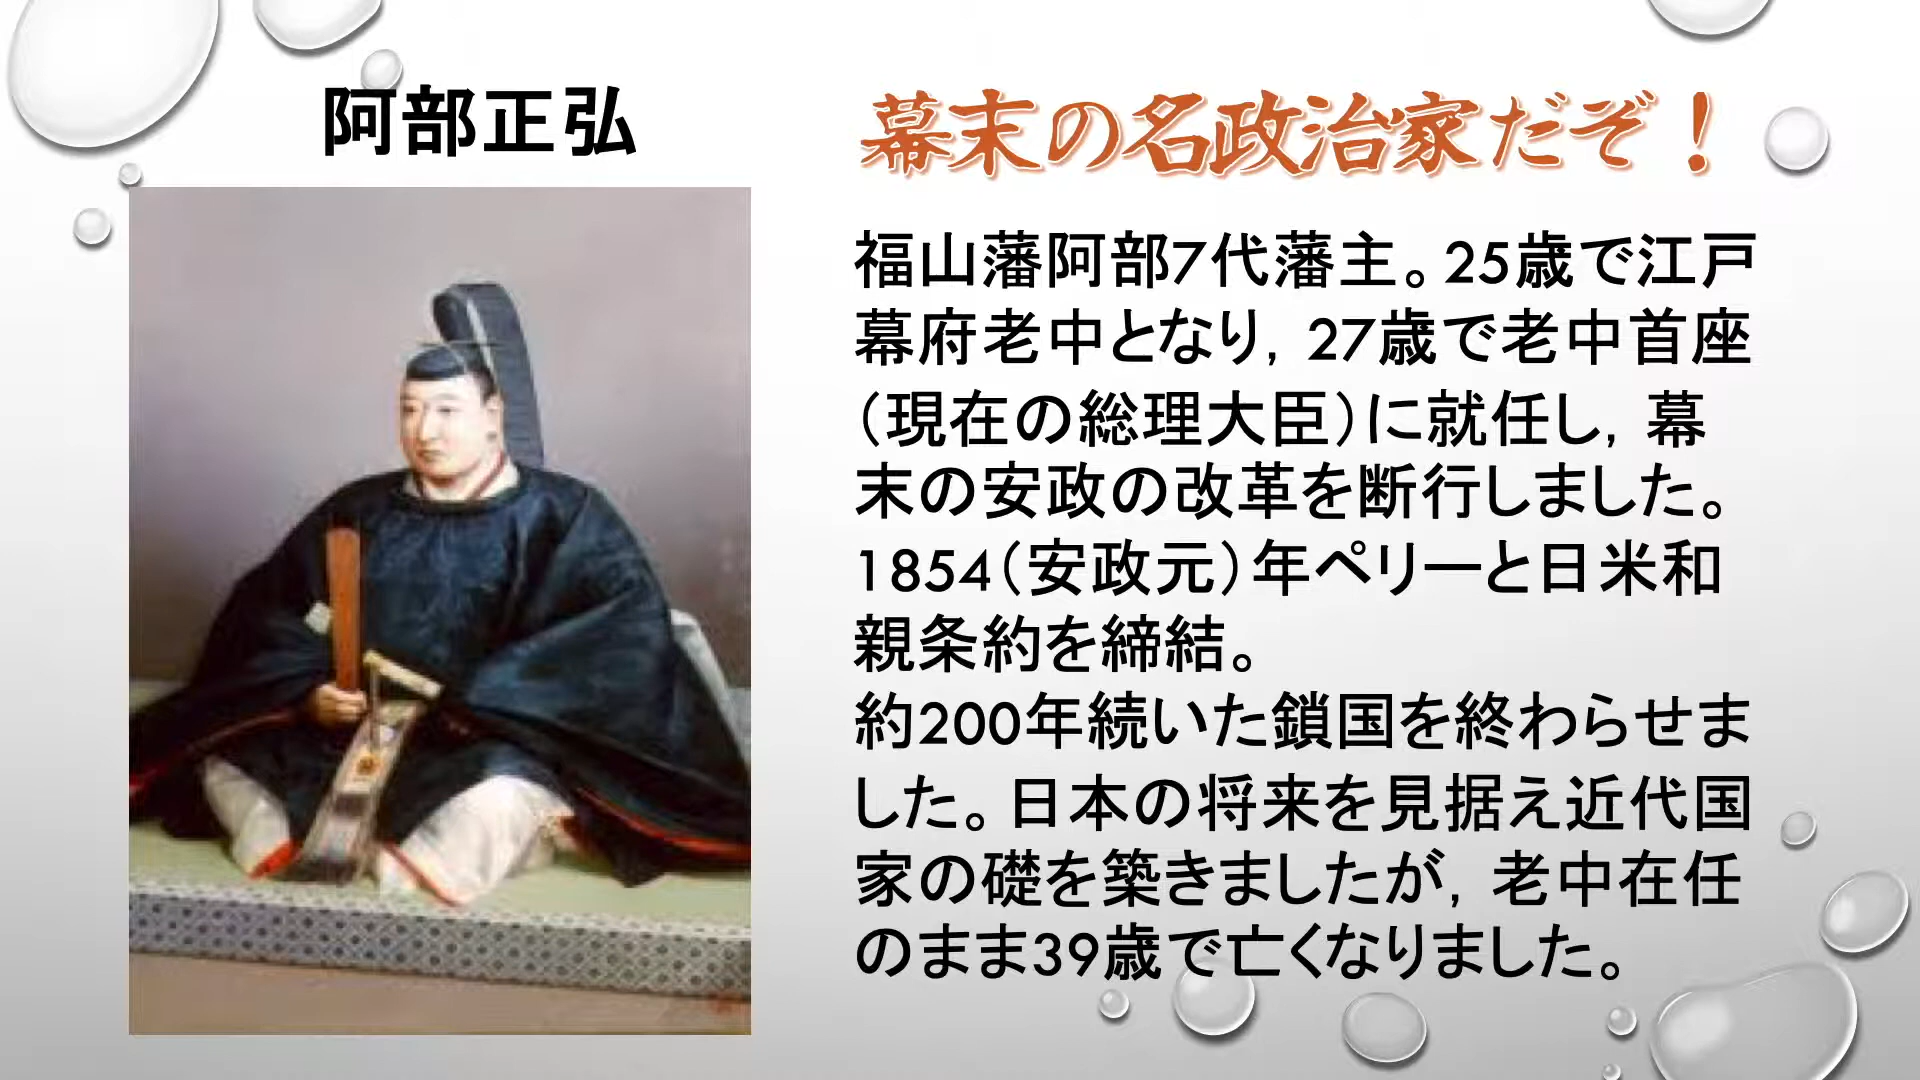 阿部正弘
幕末の名政治家だぞ！
福山藩阿部7代藩主。25歳で江戸
幕府老中となり，27歳で老中首座
（現在の総理大臣）に就任し，幕
末の安政の改革を断行しました。
1854（安政元）年ペリーと日米和
親条約を締結。
約200年続いた鎖国を終わらせま
した。日本の将来を見据え近代国
家の礎を築きましたが，老中在任
のまま39歳で亡くなりました。